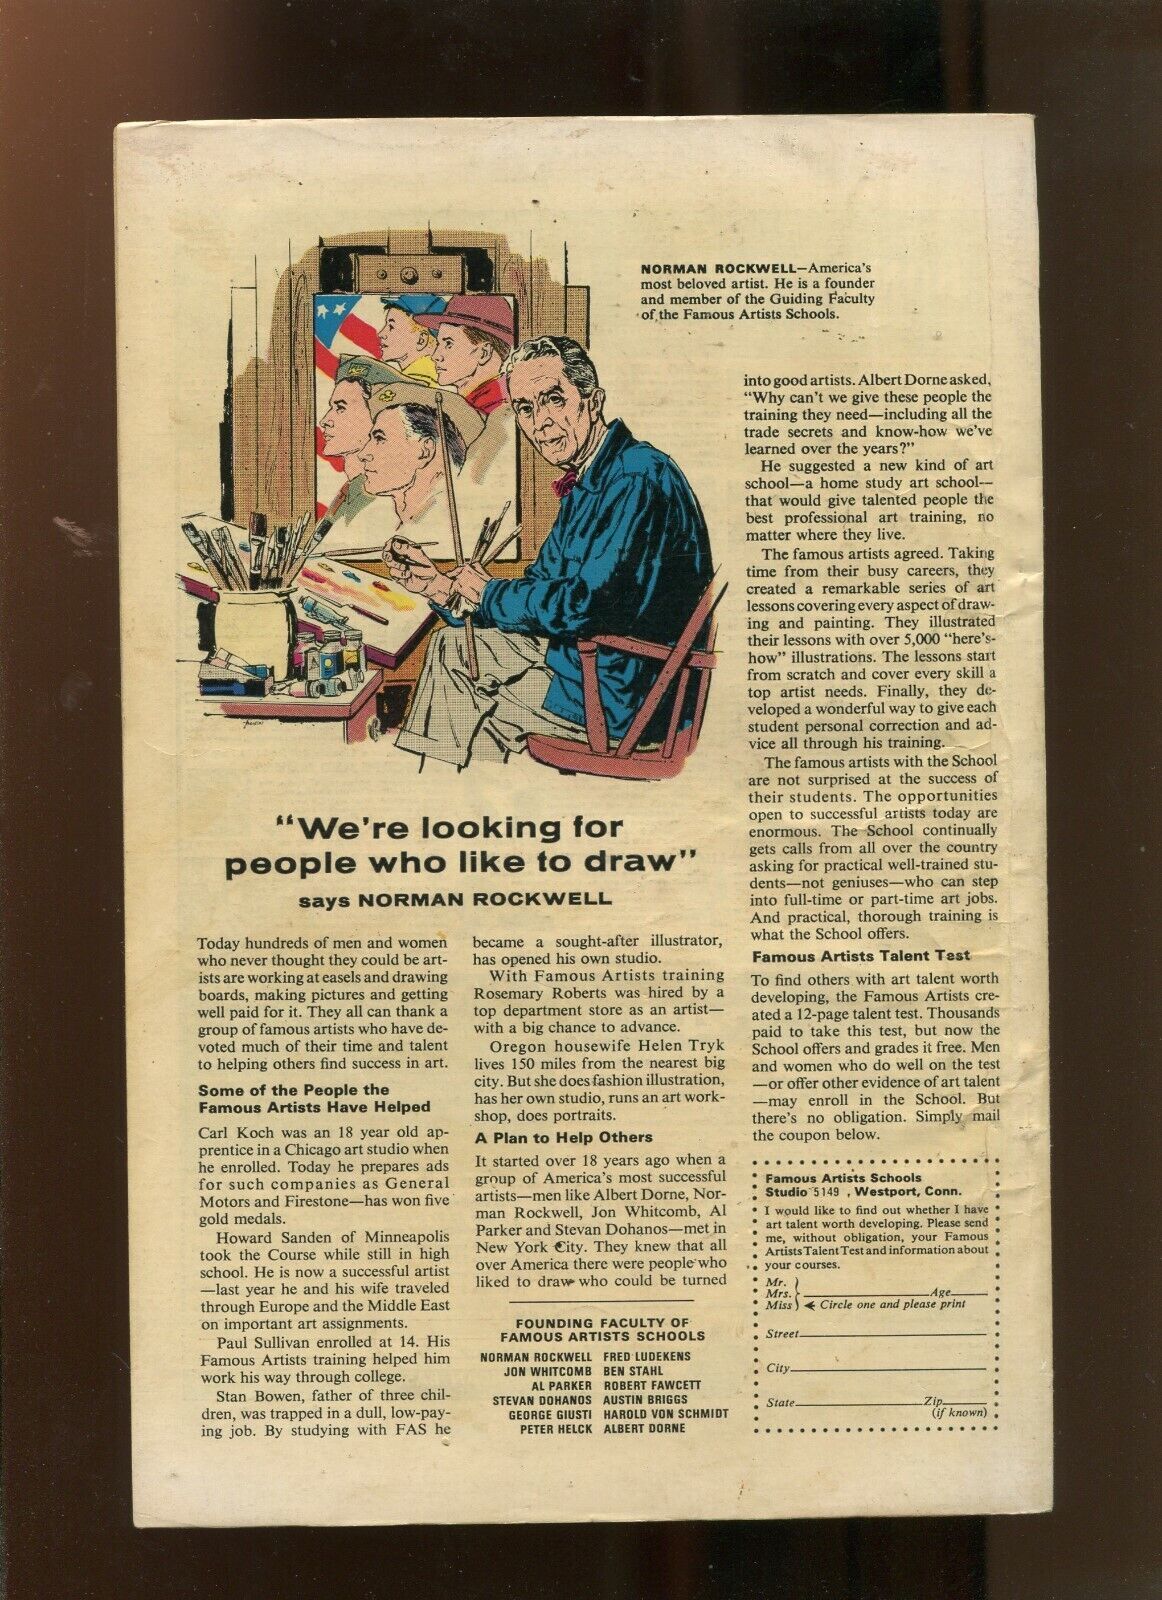 NORMAN ROCKWELL—America's
most beloved artist. He is a founder
and member of the Guiding Faculty
of the Famous Artists Schools.
"We're looking for
people who like to draw"
says NORMAN ROCKWELL
Today hundreds of men and women
who never thought they could be art-
ists are working at easels and drawing
boards, making pictures and getting
well paid for it. They all can thank a
group of famous artists who have de-
voted much of their time and talent
to helping others find success in art.
Some of the People the
Famous Artists Have Helped
Carl Koch was an 18 year old ap-
prentice in a Chicago art studio when
he enrolled. Today he prepares ads
for such companies as General
Motors and Firestone—has won five
gold medals.
Howard Sanden of Minneapolis
took the Course while still in high
school. He is now a successful artist
—last year he and his wife traveled
through Europe and the Middle East
on important art assignments.
Paul Sullivan enrolled at 14. His
Famous Artists training helped him
work his way through college.
Stan Bowen, father of three chil-
dren, was trapped in a dull, low-pay-
ing job. By studying with FAS he
became a sought-after illustrator,
has opened his own studio.
With Famous Artists training
Rosemary Roberts was hired by a
top department store as an artist—
with a big chance to advance.
Oregon housewife Helen Tryk
lives 150 miles from the nearest big
city. But she does fashion illustration,
has her own studio, runs an art work-
shop, does portraits.
A Plan to Help Others
It started over 18 years ago when a
group of America's most successful
artists—men like Albert Dorne, Nor-
man Rockwell, Jon Whitcomb, Al
Parker and Stevan Dohanos—met in
New York City. They knew that all
over America there were people who
liked to draw who could be turned
FOUNDING FACULTY OF
FAMOUS ARTISTS SCHOOLS
NORMAN ROCKWELL FRED LUDEKENS
JON WHITCOMB BEN STAHL
AL PARKER ROBERT FAWCETT
STEVAN DOHANOS AUSTIN BRIGGS
GEORGE GIUSTI HAROLD VON SCHMIDT
PETER HELCK ALBERT DORNE
into good artists. Albert Dorne asked,
"Why can't we give these people the
training they need—including all the
trade secrets and know-how we've
learned over the years?"
He suggested a new kind of art
school—a home study art school—
that would give talented people the
best professional art training, no
matter where they live.
The famous artists agreed. Taking
time from their busy careers, they
created a remarkable series of art
lessons covering every aspect of draw-
ing and painting. They illustrated
their lessons with over 5,000 "here's-
how" illustrations. The lessons start
from scratch and cover every skill a
top artist needs. Finally, they de-
veloped a wonderful way to give each
student personal correction and ad-
vice all through his training.
The famous artists with the School
are not surprised at the success of
their students. The opportunities
open to successful artists today are
enormous. The School continually
gets calls from all over the country
asking for practical well-trained stu-
dents—not geniuses—who can step
into full-time or part-time art jobs.
And practical, thorough training is
what the School offers.
Famous Artists Talent Test
To find others with art talent worth
developing, the Famous Artists cre-
ated a 12-page talent test. Thousands
paid to take this test, but now the
School offers and grades it free. Men
and women who do well on the test
—or offer other evidence of art talent
—may enroll in the School. But
there's no obligation. Simply mail
the coupon below.
Famous Artists Schools
Studio 5149 , Westport, Conn.
I would like to find out whether I have
art talent worth developing. Please send
me, without obligation, your Famous
Artists Talent Test and information about
your courses.
Mr.
Mrs. Age
Miss Circle one and please print
Street
City
State Zip
(if known)